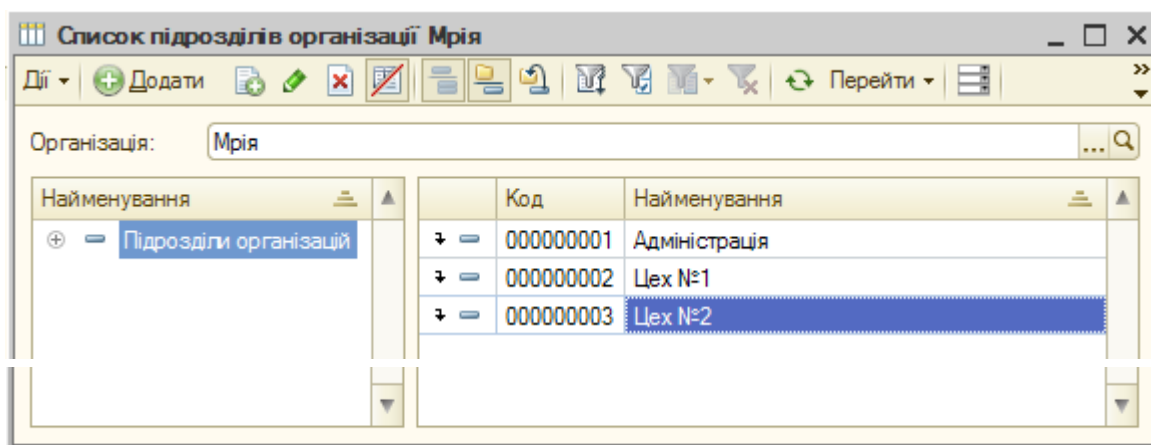 Список підрозділів організації Мрія
Дії Додати Перейти
Організація: Мрія ...
Найменування Код Найменування
Підрозділи організацій 000000001 Адміністрація
000000002 Цех №1
000000003 Цех №2